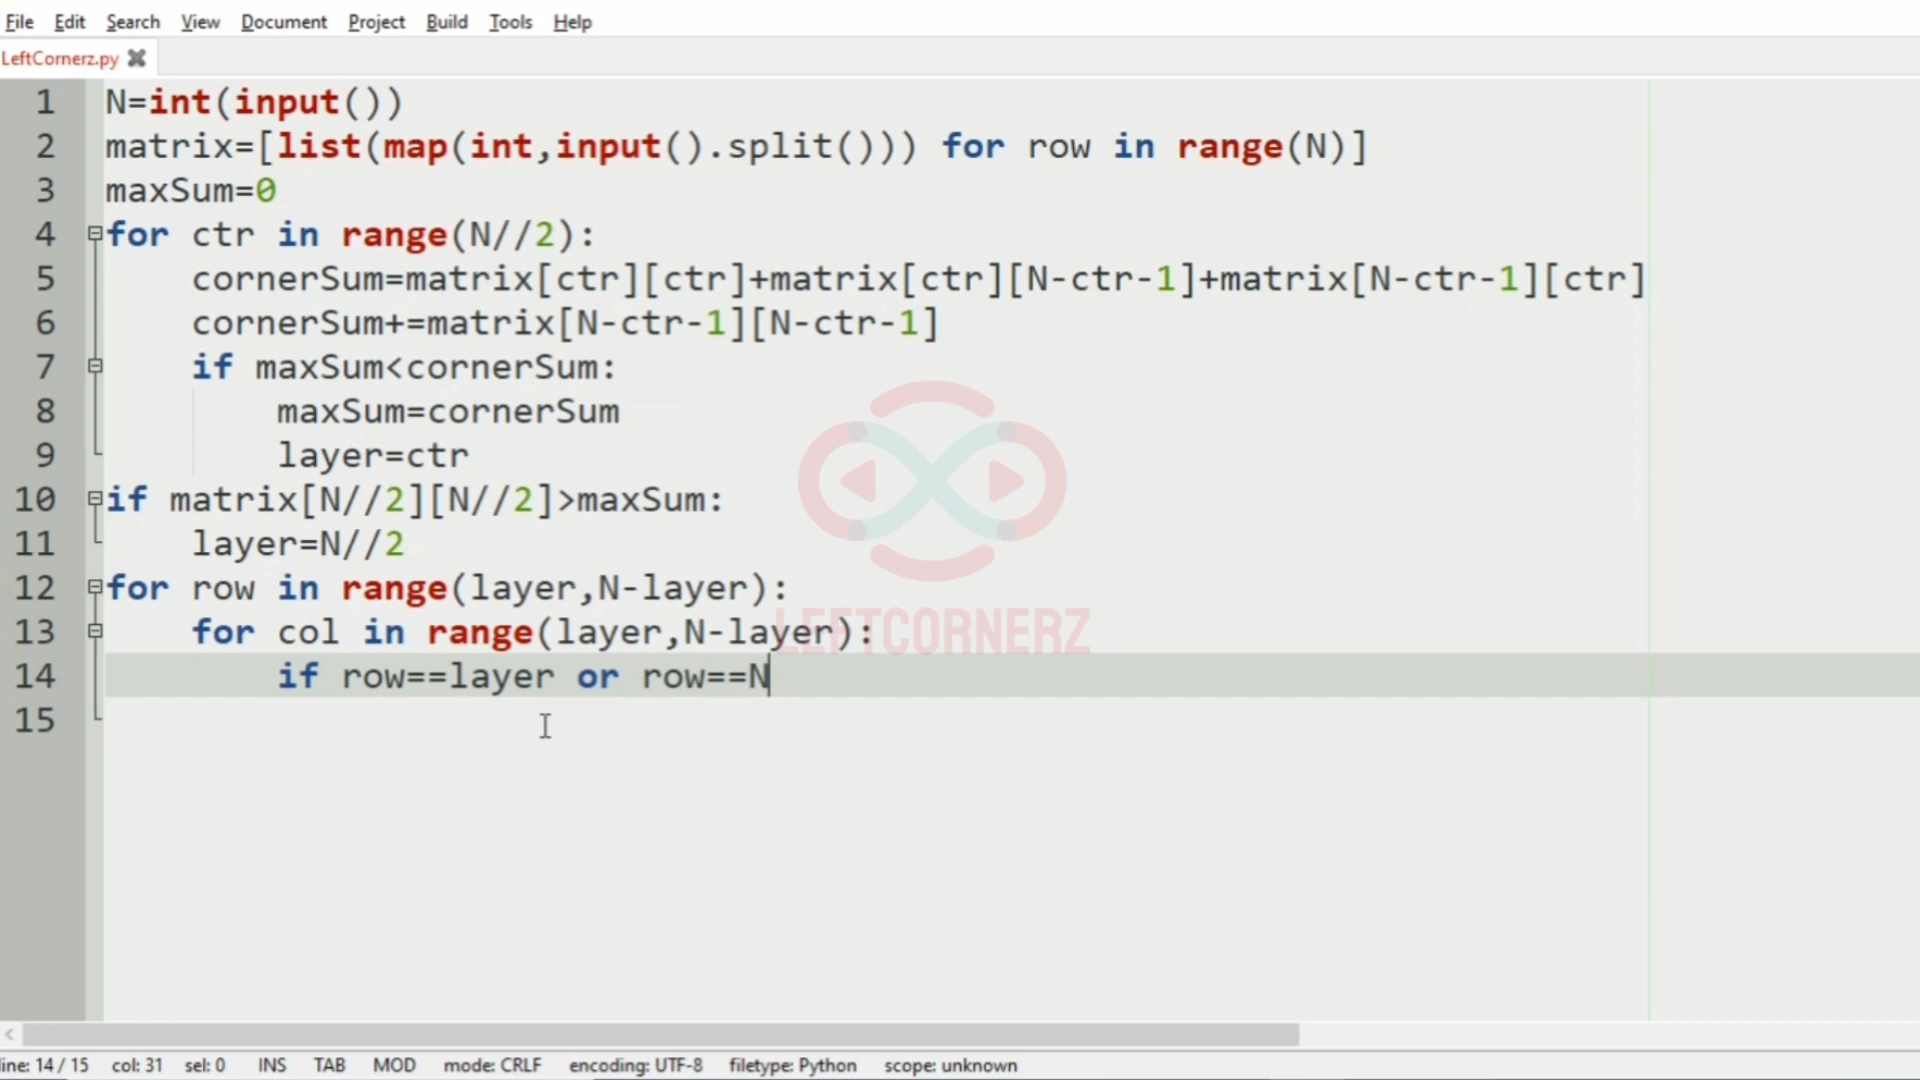 File Edit Search View Document Project Build Tools Help
LeftCornerz.py
1 N=int(input())
2 matrix=[list(map(int,input().split())) for row in range(N)]
3 maxSum=0
4 for ctr in range(N//2):
5 cornerSum=matrix[ctr][ctr]+matrix[ctr][N-ctr-1]+matrix[N-ctr-1][ctr]
6 cornerSum+=matrix[N-ctr-1][N-ctr-1]
7 if maxSum<cornerSum:
8 maxSum=cornerSum
9 layer=ctr
10 if matrix[N//2][N//2]>maxSum:
11 layer=N//2
12 for row in range(layer,N-layer):
13 for col in range(layer,N-layer):
14 if row==layer or row==N
15
LEFTCORNERZ
line: 14 / 15 col: 31 sel: 0 INS TAB MOD mode: CRLF encoding: UTF-8 filetype: Python scope: unknown